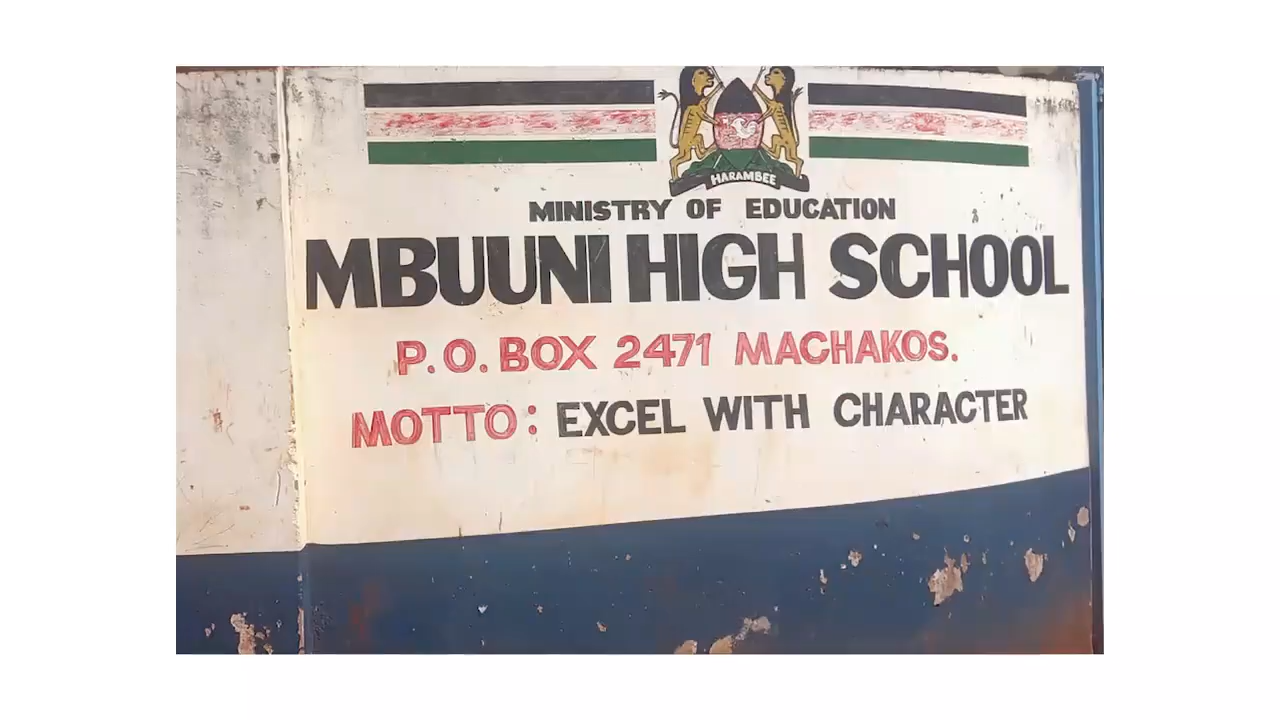 HARAMBEE
MINISTRY OF EDUCATION
MBUUNI HIGH SCHOOL
P.O. BOX 2471 MACHAKOS.
MOTTO: EXCEL WITH CHARACTER